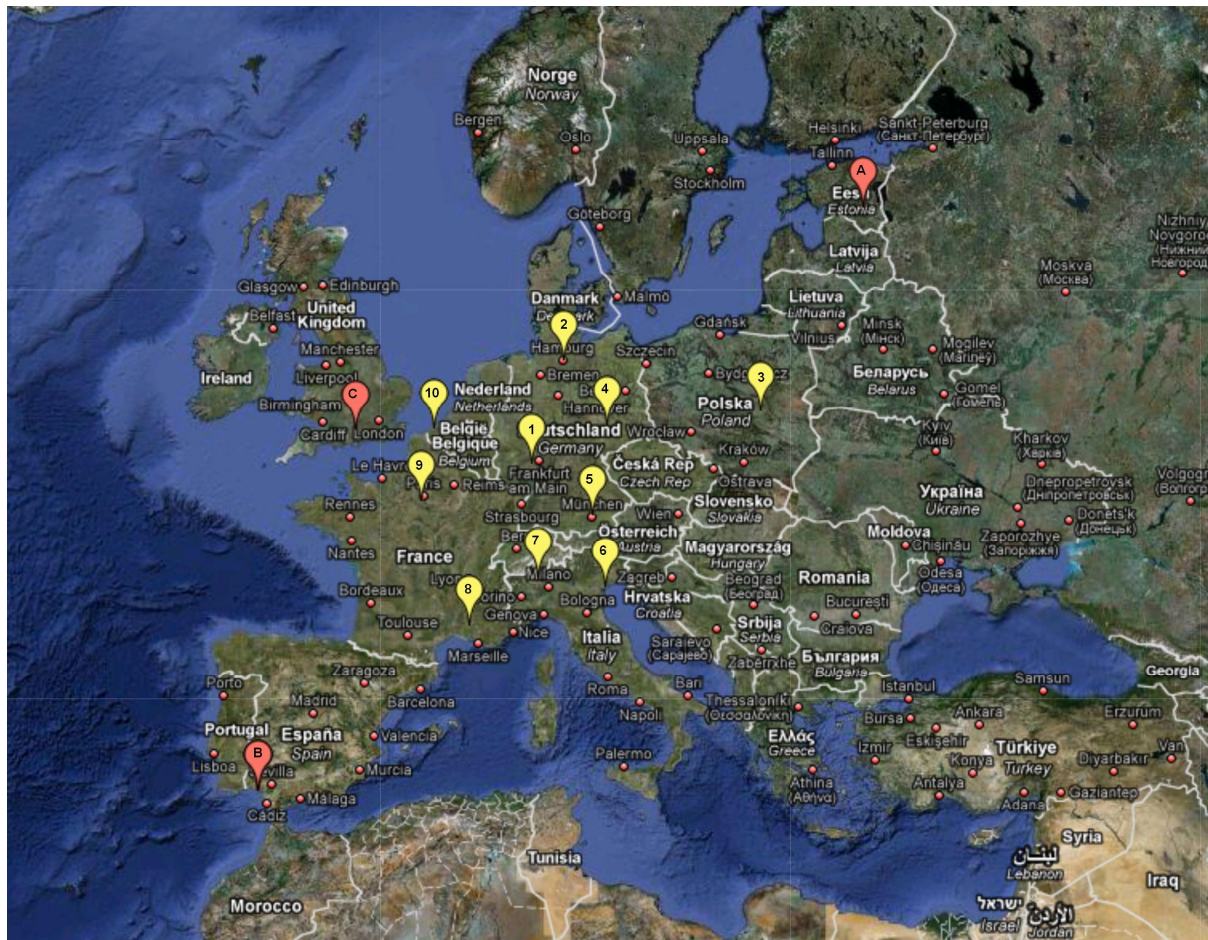 Norge
Norway
Bergen
Oslo
Uppsala
Stockholm
Helsinki
Tallinn
Sankt-Peterburg
(Санкт-Петербург)
A
Eesti
Estonia
Göteborg
Latvija
Latvia
Nizhniy
Novgorod
(Нижний
Новгород)
Moskva
(Москва)
Glasgow
Edinburgh
United
Kingdom
Belfast
Danmark
Denmark
Malmö
Lietuva
Lithuania
Vilnius
2
Hamburg
Gdańsk
Minsk
(Мінск)
Mogilev
(Magilev)
Manchester
Liverpool
Ireland
Szczecin
Bremen
Беларусь
Belarus
C
10
Nederland
Netherlands
4
Hannover
3
Polska
Poland
Gomel
(Гомель)
Birmingham
Cardiff
London
1
België
Belgique
Belgium
Deutschland
Germany
Wrocław
Kyiv
(Київ)
Kharkov
(Харків)
Le Havre
9
Paris
Reims
Frankfurt
am Main
Česká Rep
Czech Rep
Kraków
Ostrava
Dnepropetrovsk
(Дніпропетровськ)
Volgograd
Rennes
5
München
Strasbourg
Slovensko
Slovakia
Wien
Україна
Ukraine
Donets'k
(Донецьк)
Zaporozhye
(Запоріжжя)
Nantes
France
7
Österreich
Austria
6
Magyarország
Hungary
Moldova
Chişinău
Odesa
(Одеса)
Lyon
8
Milano
Torino
Zagreb
Beograd
(Београд)
Romania
Bordeaux
Genova
Bologna
Hrvatska
Croatia
Bucureşti
Craiova
Toulouse
Nice
Marseille
Italia
Italy
Sarajevo
(Сарајево)
Srbija
Serbia
България
Bulgaria
Georgia
Porto
Zaragoza
Madrid
Barcelona
Roma
Napoli
Bari
Thessaloniki
(Θεσσαλονίκη)
Istanbul
Samsun
Portugal
B
España
Spain
Valencia
Lisboa
Sevilla
Murcia
Málaga
Cádiz
Palermo
Ελλάς
Greece
Athina
(Αθήνα)
Bursa
Eskişehir
Ankara
Erzurum
Izmir
Konya
Türkiye
Turkey
Van
Diyarbakır
Antalya
Adana
Gaziantep
Syria
Tunisia
Morocco
لبنان
Lebanon
Iraq
ישראל
Israel
الأردن
Jordan